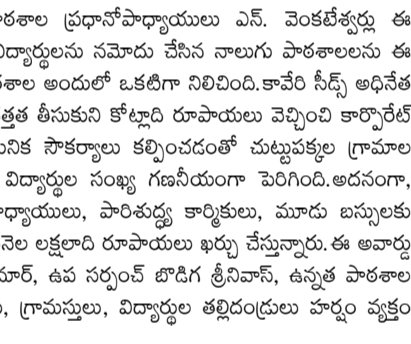 ాఠశాల ప్రధానోపాధ్యాయులు ఎన్. వెంకటేశ్వర్లు ఈ
విద్యార్థులను నమోదు చేసిన నాలుగు పాఠశాలలను ఈ
ఠశాల అందులో ఒకటిగా నిలిచింది.కావేరి సీడ్స్ అధినేత
త్తత తీసుకుని కోట్లాది రూపాయలు వెచ్చించి కార్పొరేట్
ునిక సౌకర్యాలు కల్పించడంతో చుట్టుపక్కల గ్రామాల
విద్యార్థుల సంఖ్య గణనీయంగా పెరిగింది.అదనంగా,
ాధ్యాయులు, పారిశుద్ధ్య కార్మికులు, మూడు బస్సులకు
నెల లక్షలాది రూపాయలు ఖర్చు చేస్తున్నారు.ఈ అవార్డు
మార్, ఉప సర్పంచ్ బొడిగ శ్రీనివాస్, ఉన్నత పాఠశాల
, గ్రామస్తులు, విద్యార్థుల తల్లిదండ్రులు హర్షం వ్యక్తం